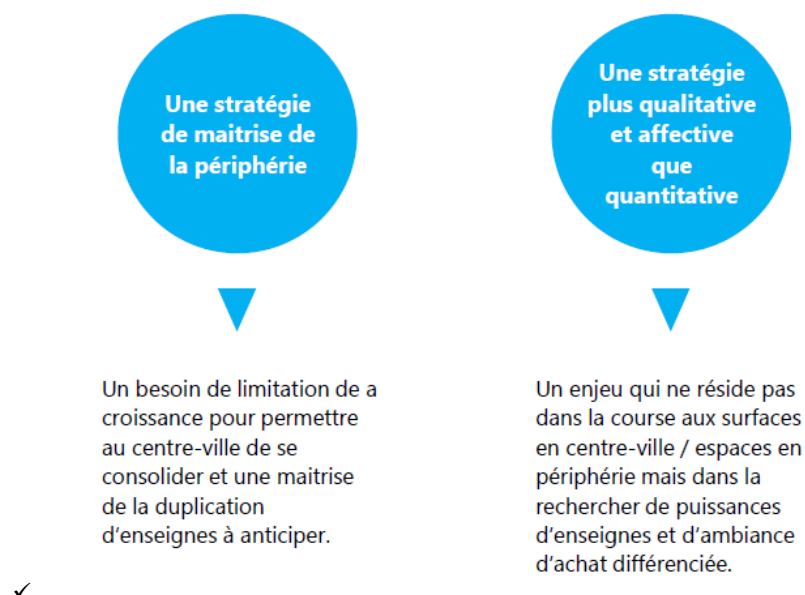 Une stratégie
de maitrise de
la périphérie
Un besoin de limitation de a
croissance pour permettre
au centre-ville de se
consolider et une maitrise
de la duplication
d'enseignes à anticiper.
Une stratégie
plus qualitative
et affective
que
quantitative
Un enjeu qui ne réside pas
dans la course aux surfaces
en centre-ville / espaces en
périphérie mais dans la
rechercher de puissances
d'enseignes et d'ambiance
d'achat différenciée.
✓